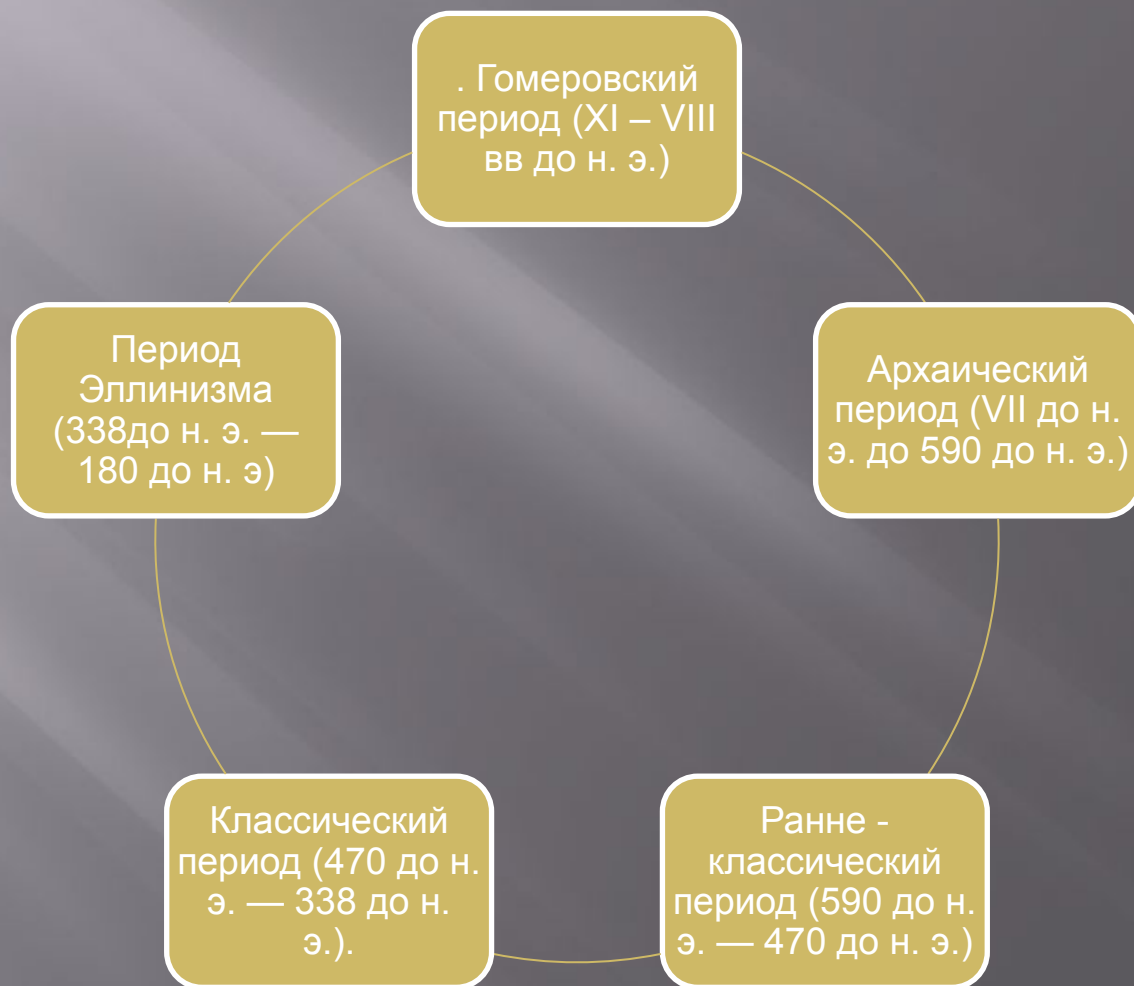 . Гомеровский
период (XI – VIII
вв до н. э.)
Архаический
период (VII до н.
э. до 590 до н. э.)
Ранне -
классический
период (590 до н.
э. — 470 до н. э.)
Классический
период (470 до н.
э. — 338 до н.
э.).
Период
Эллинизма
(338до н. э. —
180 до н. э)